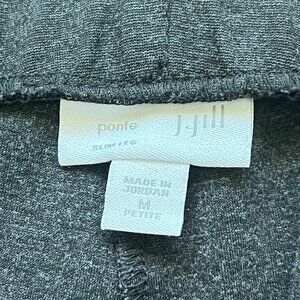 ponte J.Jill
SLIM LEG
MADE IN
JORDAN
M
PETITE